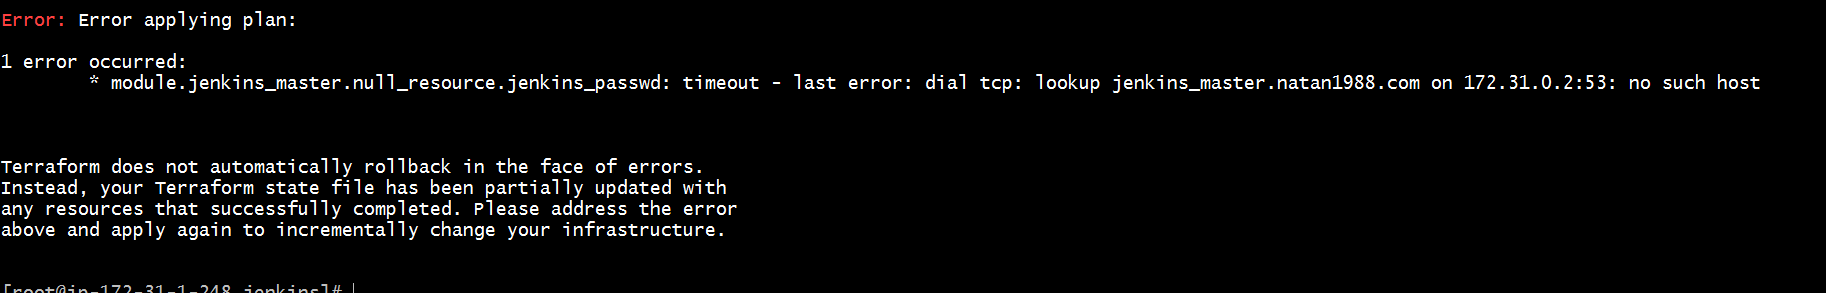 Error: Error applying plan:
1 error occurred:
* module.jenkins_master.null_resource.jenkins_passwd: timeout - last error: dial tcp: lookup jenkins_master.natan1988.com on 172.31.0.2:53: no such host
Terraform does not automatically rollback in the face of errors.
Instead, your Terraform state file has been partially updated with
any resources that successfully completed. Please address the error
above and apply again to incrementally change your infrastructure.
[root@ip-172-31-1-248 jenkins]#